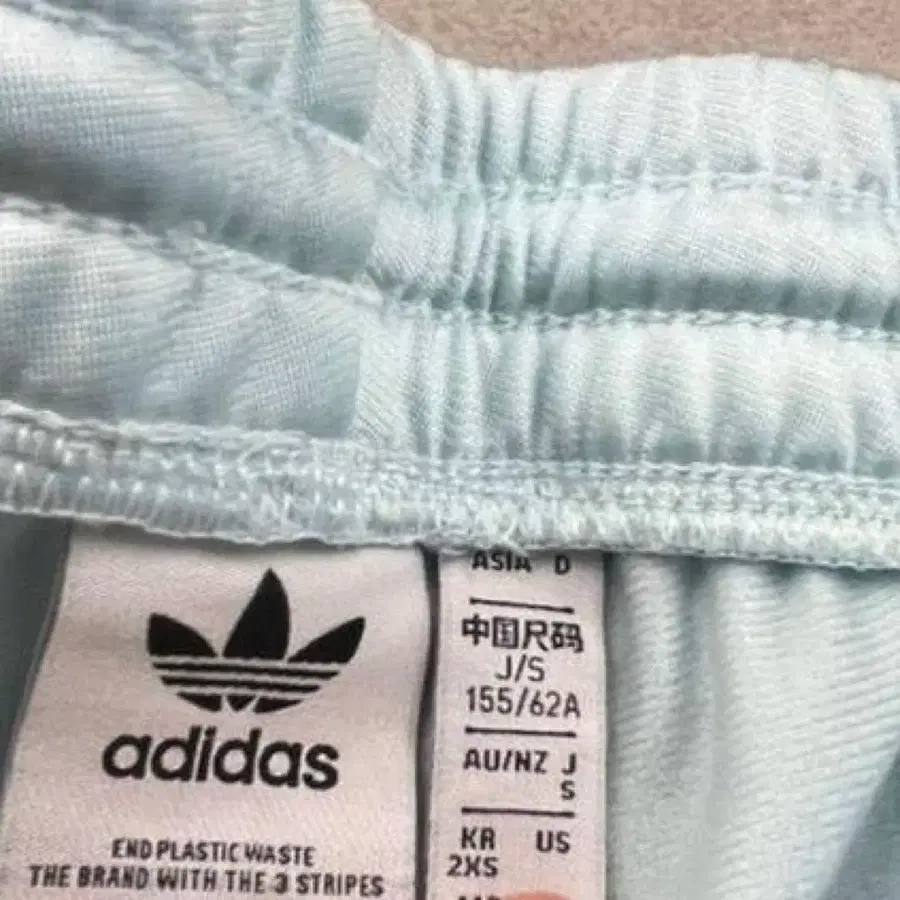 adidas
END PLASTIC WASTE
THE BRAND WITH THE 3 STRIPES
ASIA D
中国尺码
J/S
155/62A
AU/NZ J
S
KR US
2XS